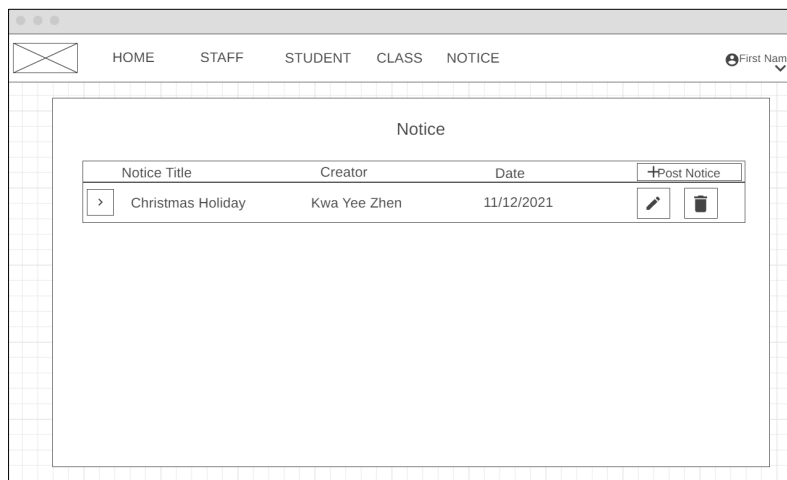 HOME STAFF STUDENT CLASS NOTICE First Nam
Notice
Notice Title Creator Date Post Notice
Christmas Holiday Kwa Yee Zhen 11/12/2021